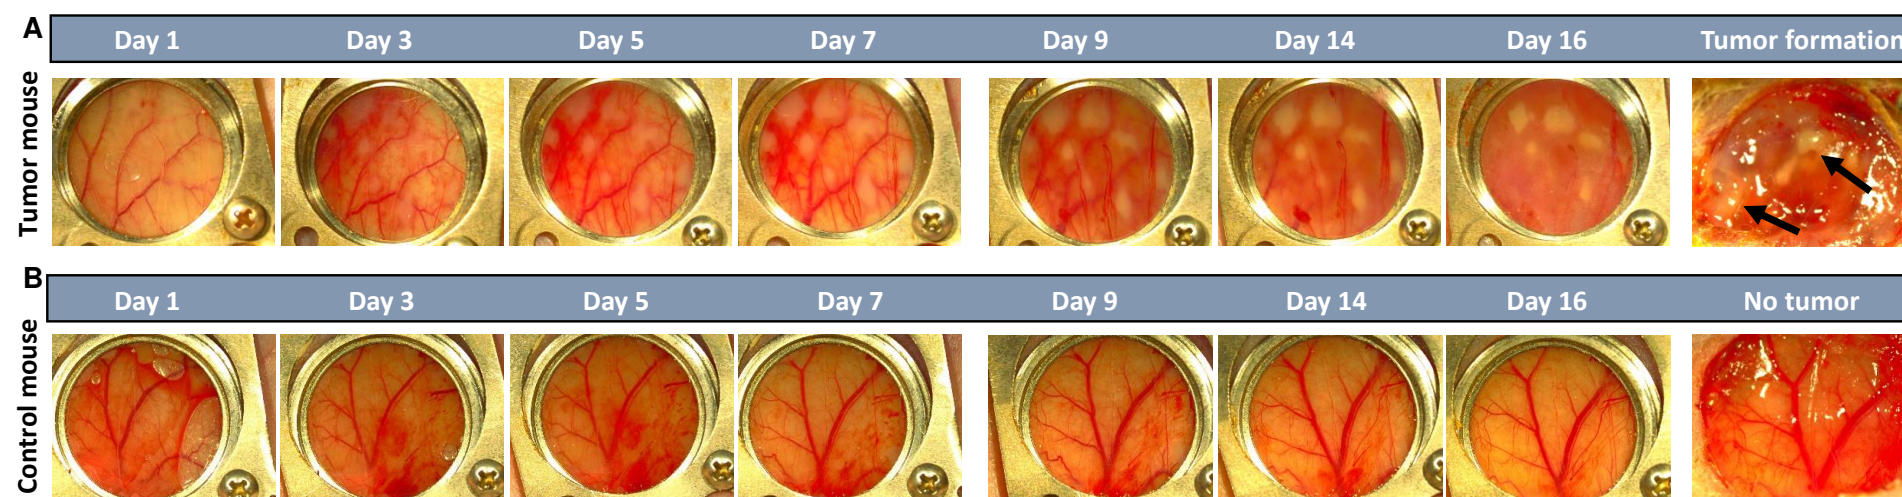 A
Day 1
Day 3
Day 5
Day 7
Day 9
Day 14
Day 16
Tumor formation
Tumor mouse
B
Day 1
Day 3
Day 5
Day 7
Day 9
Day 14
Day 16
No tumor
Control mouse